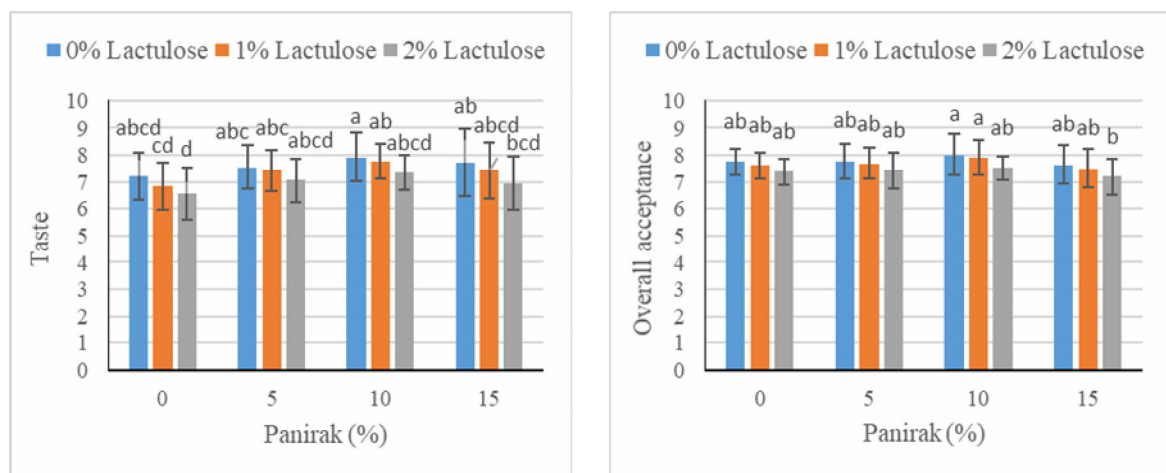 0% Lactulose 1% Lactulose 2% Lactulose
10
9
8
7
6
5
4
3
2
1
0
Taste
abcd cd d abc abc abcd a ab abcd ab abcd bcd
0 5 10 15
Panirak (%)
0% Lactulose 1% Lactulose 2% Lactulose
10
9
8
7
6
5
4
3
2
1
0
Overall acceptance
ab ab ab ab ab ab a a ab ab ab b
0 5 10 15
Panirak (%)